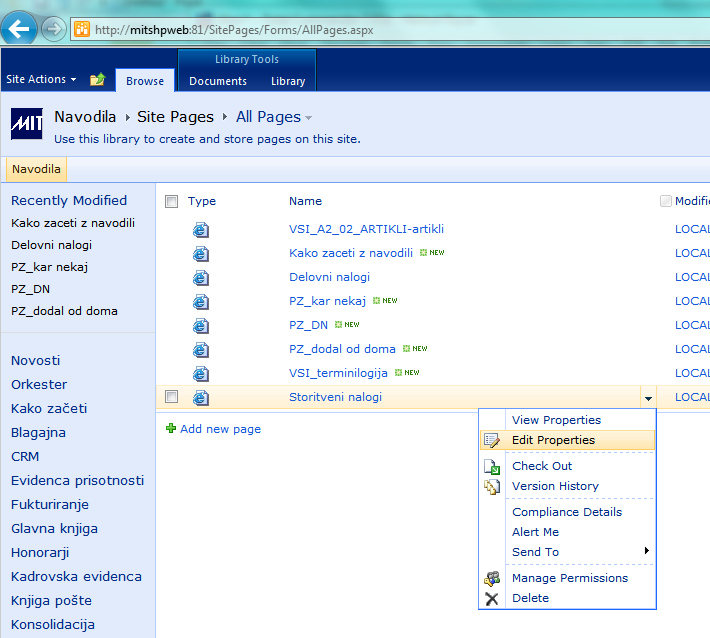 http://mitshpweb:81/SitePages/Forms/AllPages.aspx
Library Tools
Site Actions Browse Documents Library
MIT
Navodila Site Pages All Pages
Use this library to create and store pages on this site.
Navodila
Recently Modified
Kako zaceti z navodili
Delovni nalogi
PZ_kar nekaj
PZ_DN
PZ_dodal od doma
Novosti
Orkester
Kako začeti
Blagajna
CRM
Evidenca prisotnosti
Fukturiranje
Glavna knjiga
Honorarji
Kadrovska evidenca
Knjiga pošte
Konsolidacija
Type Name Modifi
VSI_A2_02_ARTIKLI-artikli LOCAL
Kako zaceti z navodili NEW LOCAL
Delovni nalogi LOCAL
PZ_kar nekaj NEW LOCAL
PZ_DN NEW LOCAL
PZ_dodal od doma NEW LOCAL
VSI_terminilogija NEW LOCAL
Storitveni nalogi LOCAL
Add new page
View Properties
Edit Properties
Check Out
Version History
Compliance Details
Alert Me
Send To
Manage Permissions
Delete